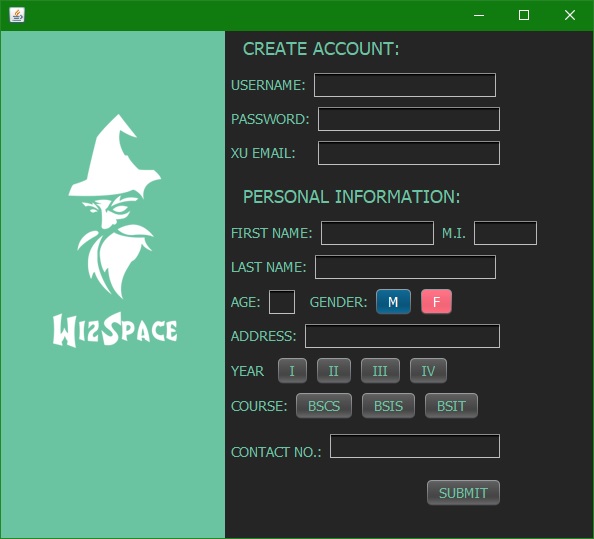 WizSpace
CREATE ACCOUNT:
USERNAME:
PASSWORD:
XU EMAIL:
PERSONAL INFORMATION:
FIRST NAME: M.I.
LAST NAME:
AGE: GENDER: M F
ADDRESS:
YEAR I II III IV
COURSE: BSCS BSIS BSIT
CONTACT NO.:
SUBMIT